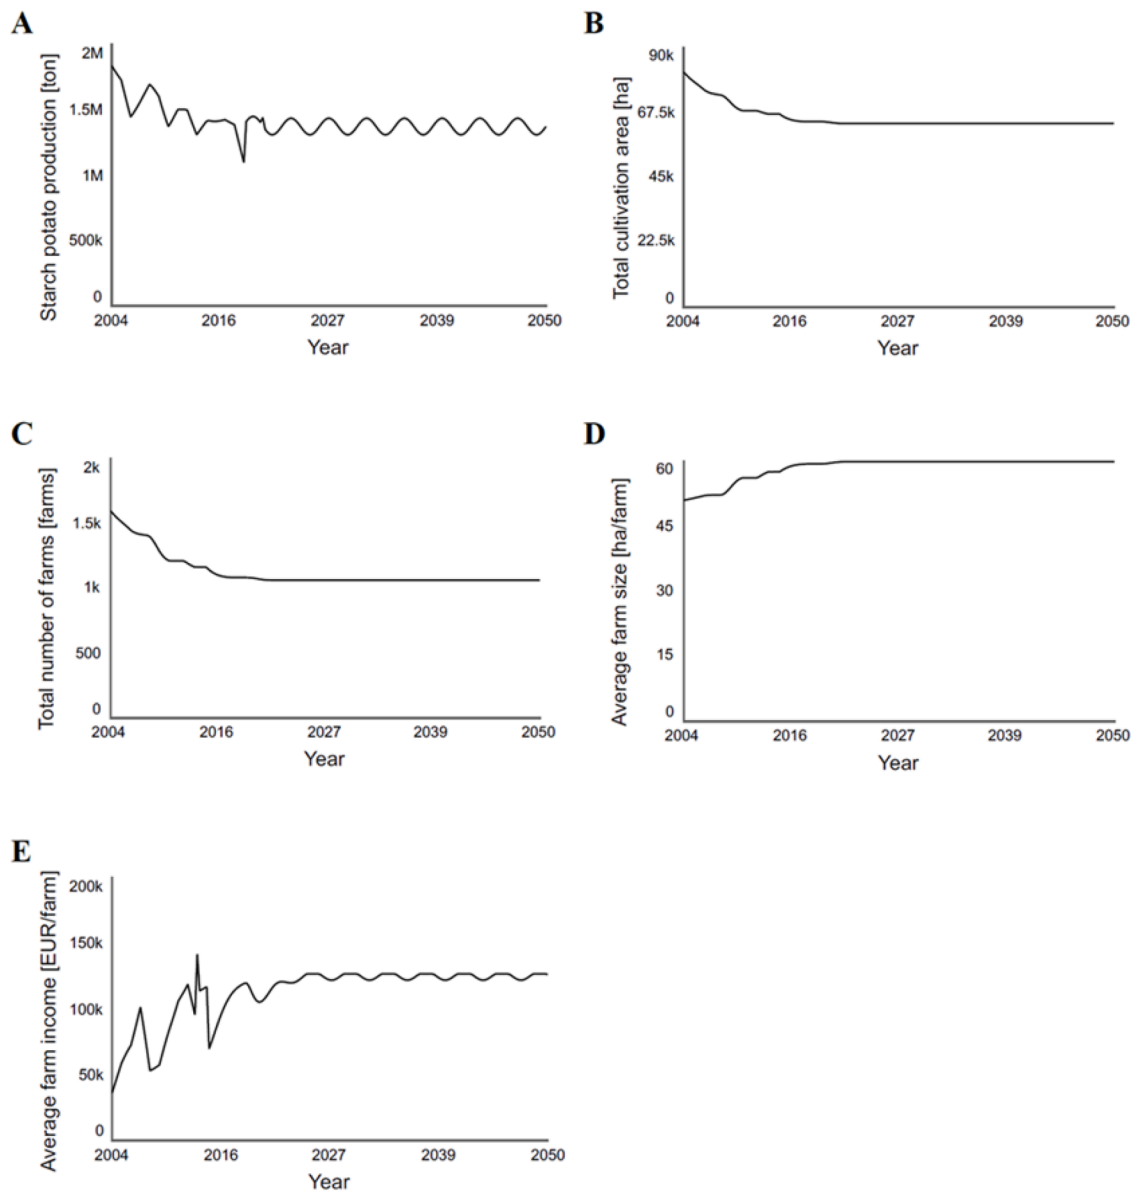 A
Starch potato production [ton]
2M
1.5M
1M
500k
0
2004 2016 2027 2039 2050
Year
B
Total cultivation area [ha]
90k
67.5k
45k
22.5k
0
2004 2016 2027 2039 2050
Year
C
Total number of farms [farms]
2k
1.5k
1k
500
0
2004 2016 2027 2039 2050
Year
D
Average farm size [ha/farm]
60
45
30
15
0
2004 2016 2027 2039 2050
Year
E
Average farm income [EUR/farm]
200k
150k
100k
50k
0
2004 2016 2027 2039 2050
Year